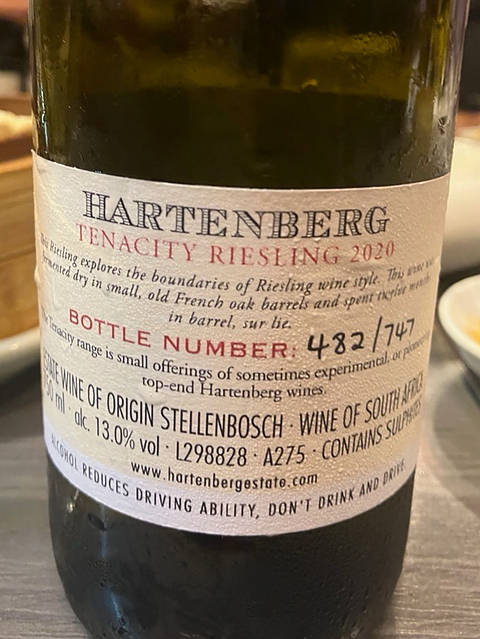 HARTENBERG
TENACITY RIESLING 2020
This Riesling explores the boundaries of Riesling wine style. This wine
fermented dry in small, old French oak barrels and spent twelve months
in barrel, sur lie.
BOTTLE NUMBER: 482/747
Tenacity range is small offerings of sometimes experimental, or
top-end Hartenberg wines.
ESTATE WINE OF ORIGIN STELLENBOSCH · WINE OF SOUTH AFRICA
750 ml · alc. 13.0% vol · L298828 · A275 · CONTAINS SULPHITES
www.hartenbergestate.com
ALCOHOL REDUCES DRIVING ABILITY, DON'T DRINK AND DRIVE.